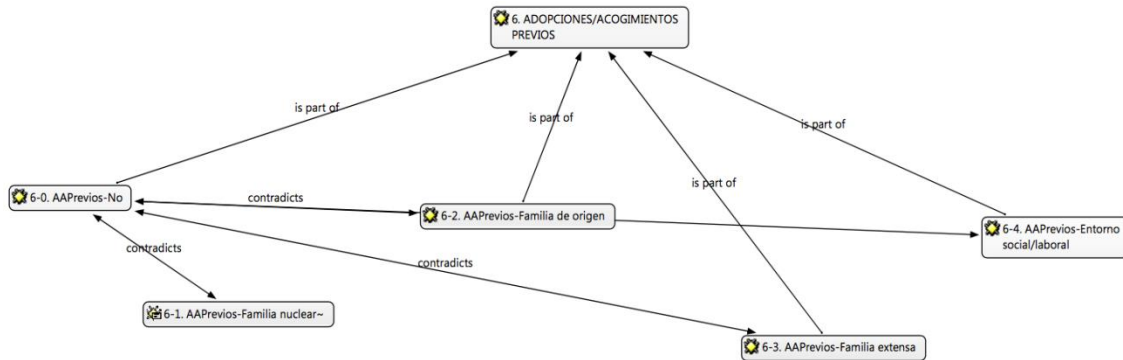 6. ADOPCIONES/ACOGIMIENTOS
PREVIOS
is part of
is part of
is part of
is part of
6-0. AAPrevios-No
contradicts
6-2. AAPrevios-Familia de origen
6-4. AAPrevios-Entorno
social/laboral
contradicts
contradicts
6-1. AAPrevios-Familia nuclear~
6-3. AAPrevios-Familia extensa